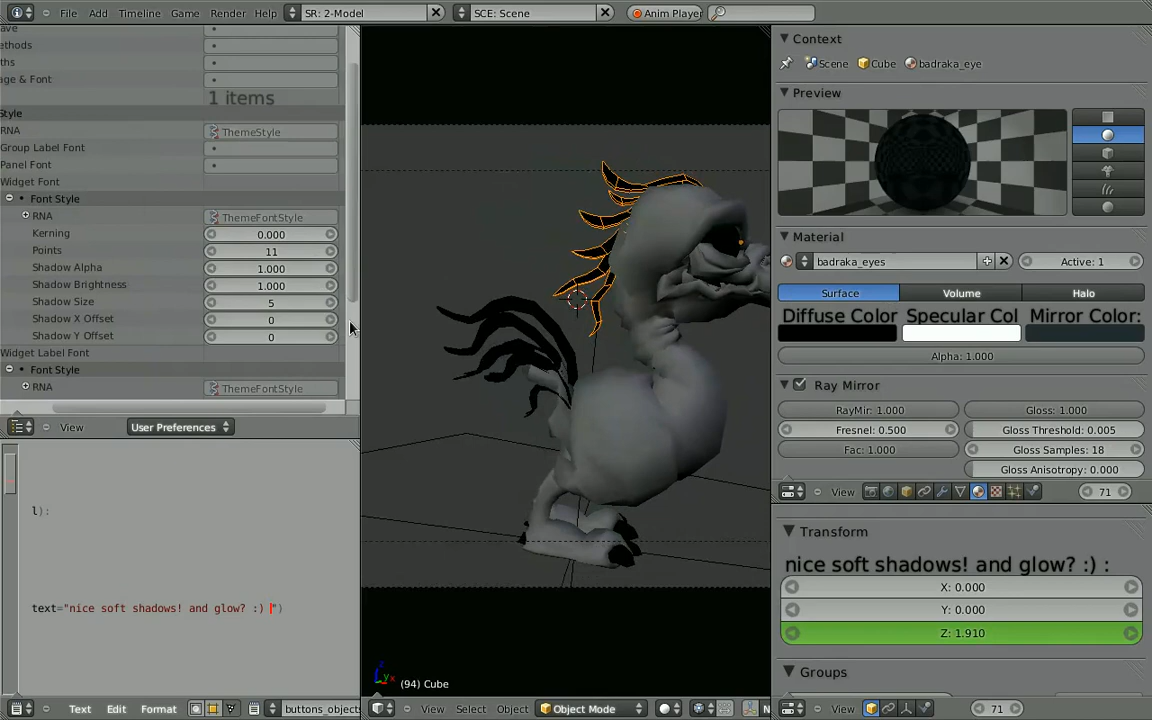 File Add Timeline Game Render Help SR: 2-Model SCE: Scene Anim Player
ave
ethods
ths
age & Font
1 items
Style
RNA ThemeStyle
Group Label Font
Panel Font
Widget Font
Font Style
RNA ThemeFontStyle
Kerning 0.000
Points 11
Shadow Alpha 1.000
Shadow Brightness 1.000
Shadow Size 5
Shadow X Offset 0
Shadow Y Offset 0
Widget Label Font
Font Style
RNA ThemeFontStyle
View User Preferences
l):
text="nice soft shadows! and glow? :) ")
Text Edit Format buttons_objects
(94) Cube
View Select Object Object Mode
Context
Scene Cube badraka_eye
Preview
Material
badraka_eyes Active: 1
Surface Volume Halo
Diffuse Color Specular Col Mirror Color:
Alpha: 1.000
Ray Mirror
RayMir: 1.000 Gloss: 1.000
Fresnel: 0.500 Gloss Threshold: 0.005
Fac: 1.000 Gloss Samples: 18
Gloss Anisotropy: 0.000
View 71
Transform
nice soft shadows! and glow? :) :
X: 0.000
Y: 0.000
Z: 1.910
Groups
View 71